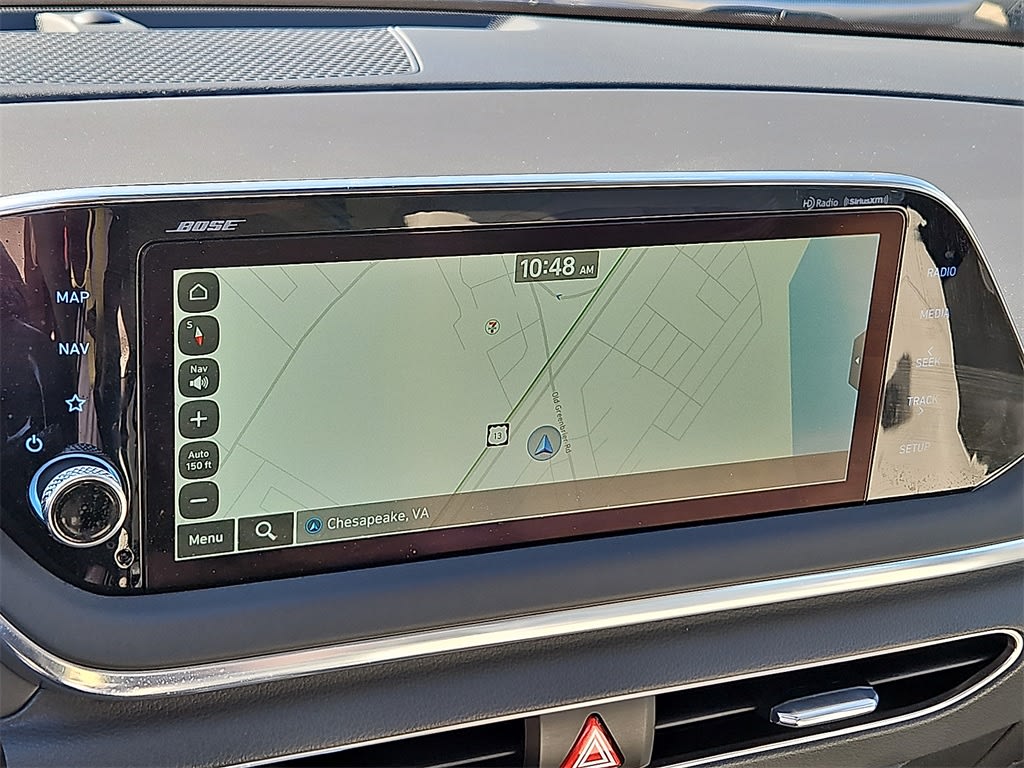 BOSE
HD Radio
((SiriusXM))
MAP
NAV
RADIO
MEDIA
SEEK
TRACK
SETUP
10:48 AM
S
Nav
+
Auto
150 ft
−
7
13
Old Greenbrier Rd
Menu
Chesapeake, VA